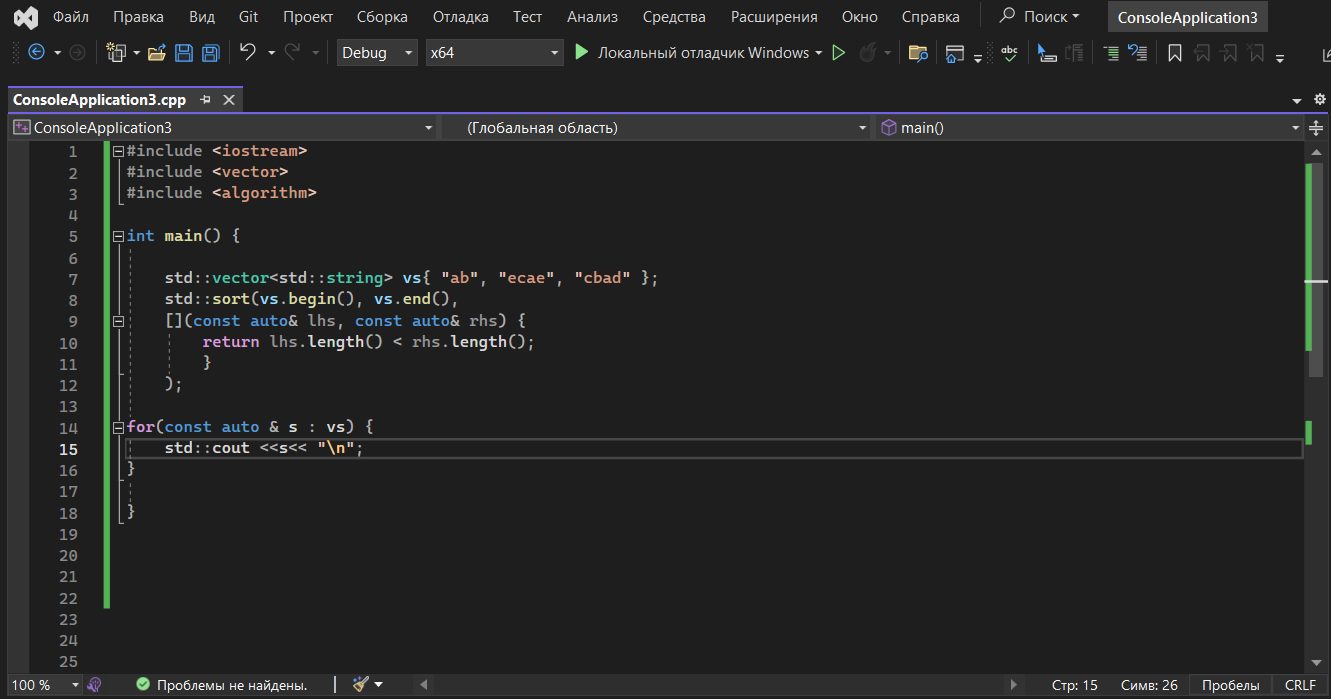 Файл Правка Вид Git Проект Сборка Отладка Тест Анализ Средства Расширения Окно Справка Поиск ConsoleApplication3
Debug x64 Локальный отладчик Windows abc
ConsoleApplication3.cpp
ConsoleApplication3 (Глобальная область) main()
1 #include <iostream>
2 #include <vector>
3 #include <algorithm>
4
5 int main() {
6
7 std::vector<std::string> vs{ "ab", "ecae", "cbad" };
8 std::sort(vs.begin(), vs.end(),
9 [](const auto& lhs, const auto& rhs) {
10 return lhs.length() < rhs.length();
11 }
12 );
13
14 for(const auto & s : vs) {
15 std::cout <<s<< "\n";
16 }
17
18 }
19
20
21
22
23
24
25
100 % Проблемы не найдены. Стр: 15 Симв: 26 Пробелы CRLF